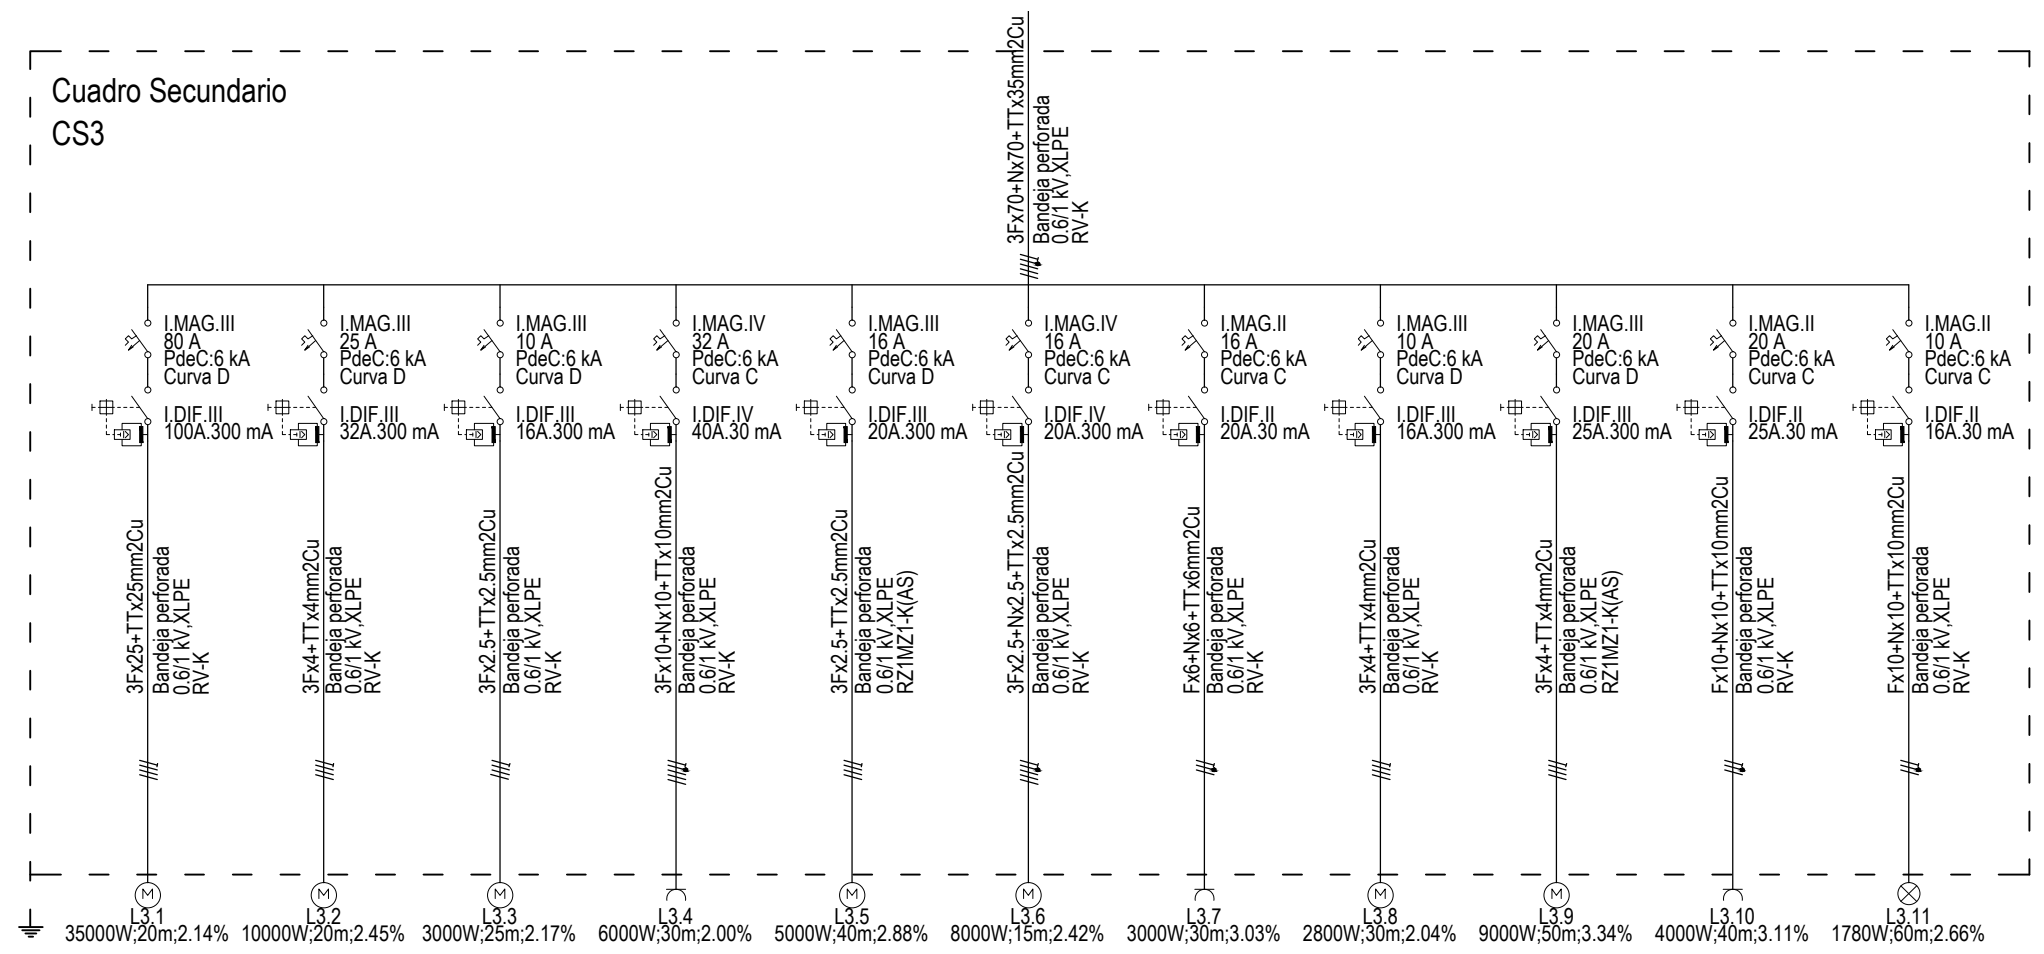 Cuadro Secundario
CS3
3Fx70+Nx70+TTx35mm2Cu
Bandeja perforada
0.6/1 kV,XLPE
RV-K
I.MAG.III
80 A
PdeC:6 kA
Curva D
I.DIF.III
100A.300 mA
3Fx25+TTx25mm2Cu
Bandeja perforada
0.6/1 kV,XLPE
RV-K
M
L3.1
35000W;20m;2.14%
I.MAG.III
25 A
PdeC:6 kA
Curva D
I.DIF.III
32A.300 mA
3Fx4+TTx4mm2Cu
Bandeja perforada
0.6/1 kV,XLPE
RV-K
M
L3.2
10000W;20m;2.45%
I.MAG.III
10 A
PdeC:6 kA
Curva D
I.DIF.III
16A.300 mA
3Fx2.5+TTx2.5mm2Cu
Bandeja perforada
0.6/1 kV,XLPE
RV-K
M
L3.3
3000W;25m;2.17%
I.MAG.IV
32 A
PdeC:6 kA
Curva C
I.DIF.IV
40A.30 mA
3Fx10+Nx10+TTx10mm2Cu
Bandeja perforada
0.6/1 kV,XLPE
RV-K
L3.4
6000W;30m;2.00%
I.MAG.III
16 A
PdeC:6 kA
Curva D
I.DIF.III
20A.300 mA
3Fx2.5+TTx2.5mm2Cu
Bandeja perforada
0.6/1 kV,XLPE
RZ1MZ1-K(AS)
M
L3.5
5000W;40m;2.88%
I.MAG.IV
16 A
PdeC:6 kA
Curva C
I.DIF.IV
20A.300 mA
3Fx2.5+Nx2.5+TTx2.5mm2Cu
Bandeja perforada
0.6/1 kV,XLPE
RV-K
M
L3.6
8000W;15m;2.42%
I.MAG.II
16 A
PdeC:6 kA
Curva C
I.DIF.II
20A.30 mA
Fx6+Nx6+TTx6mm2Cu
Bandeja perforada
0.6/1 kV,XLPE
RV-K
L3.7
3000W;30m;3.03%
I.MAG.III
10 A
PdeC:6 kA
Curva D
I.DIF.III
16A.300 mA
3Fx4+TTx4mm2Cu
Bandeja perforada
0.6/1 kV,XLPE
RV-K
M
L3.8
2800W;30m;2.04%
I.MAG.III
20 A
PdeC:6 kA
Curva D
I.DIF.III
25A.300 mA
3Fx4+TTx4mm2Cu
Bandeja perforada
0.6/1 kV,XLPE
RZ1MZ1-K(AS)
M
L3.9
9000W;50m;3.34%
I.MAG.II
20 A
PdeC:6 kA
Curva C
I.DIF.II
25A.30 mA
Fx10+Nx10+TTx10mm2Cu
Bandeja perforada
0.6/1 kV,XLPE
RV-K
L3.10
4000W;40m;3.11%
I.MAG.II
10 A
PdeC:6 kA
Curva C
I.DIF.II
16A.30 mA
Fx10+Nx10+TTx10mm2Cu
Bandeja perforada
0.6/1 kV,XLPE
RV-K
L3.11
1780W;60m;2.66%